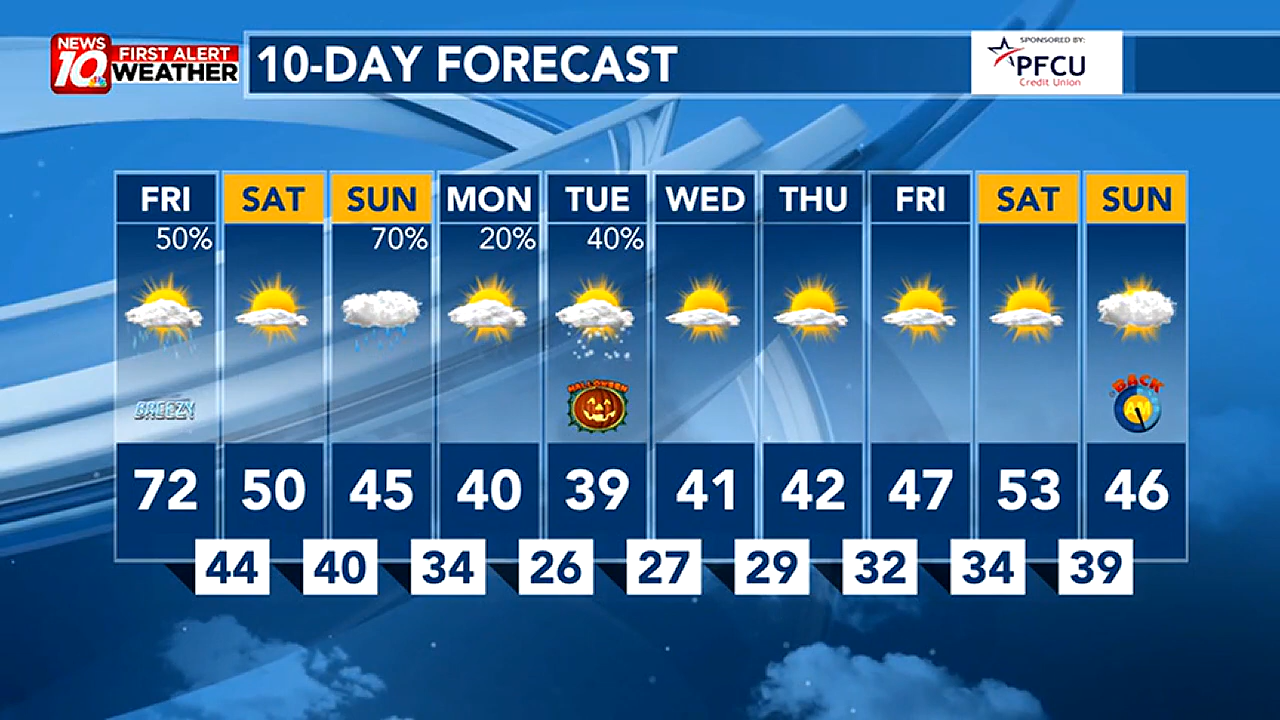 NEWS
10
FIRST ALERT
WEATHER
10-DAY FORECAST
SPONSORED BY:
PFCU
Credit Union
FRI SAT SUN MON TUE WED THU FRI SAT SUN
50% 70% 20% 40%
HALLOWEEN
BREEZY
BACK
AM
72 50 45 40 39 41 42 47 53 46
44 40 34 26 27 29 32 34 39